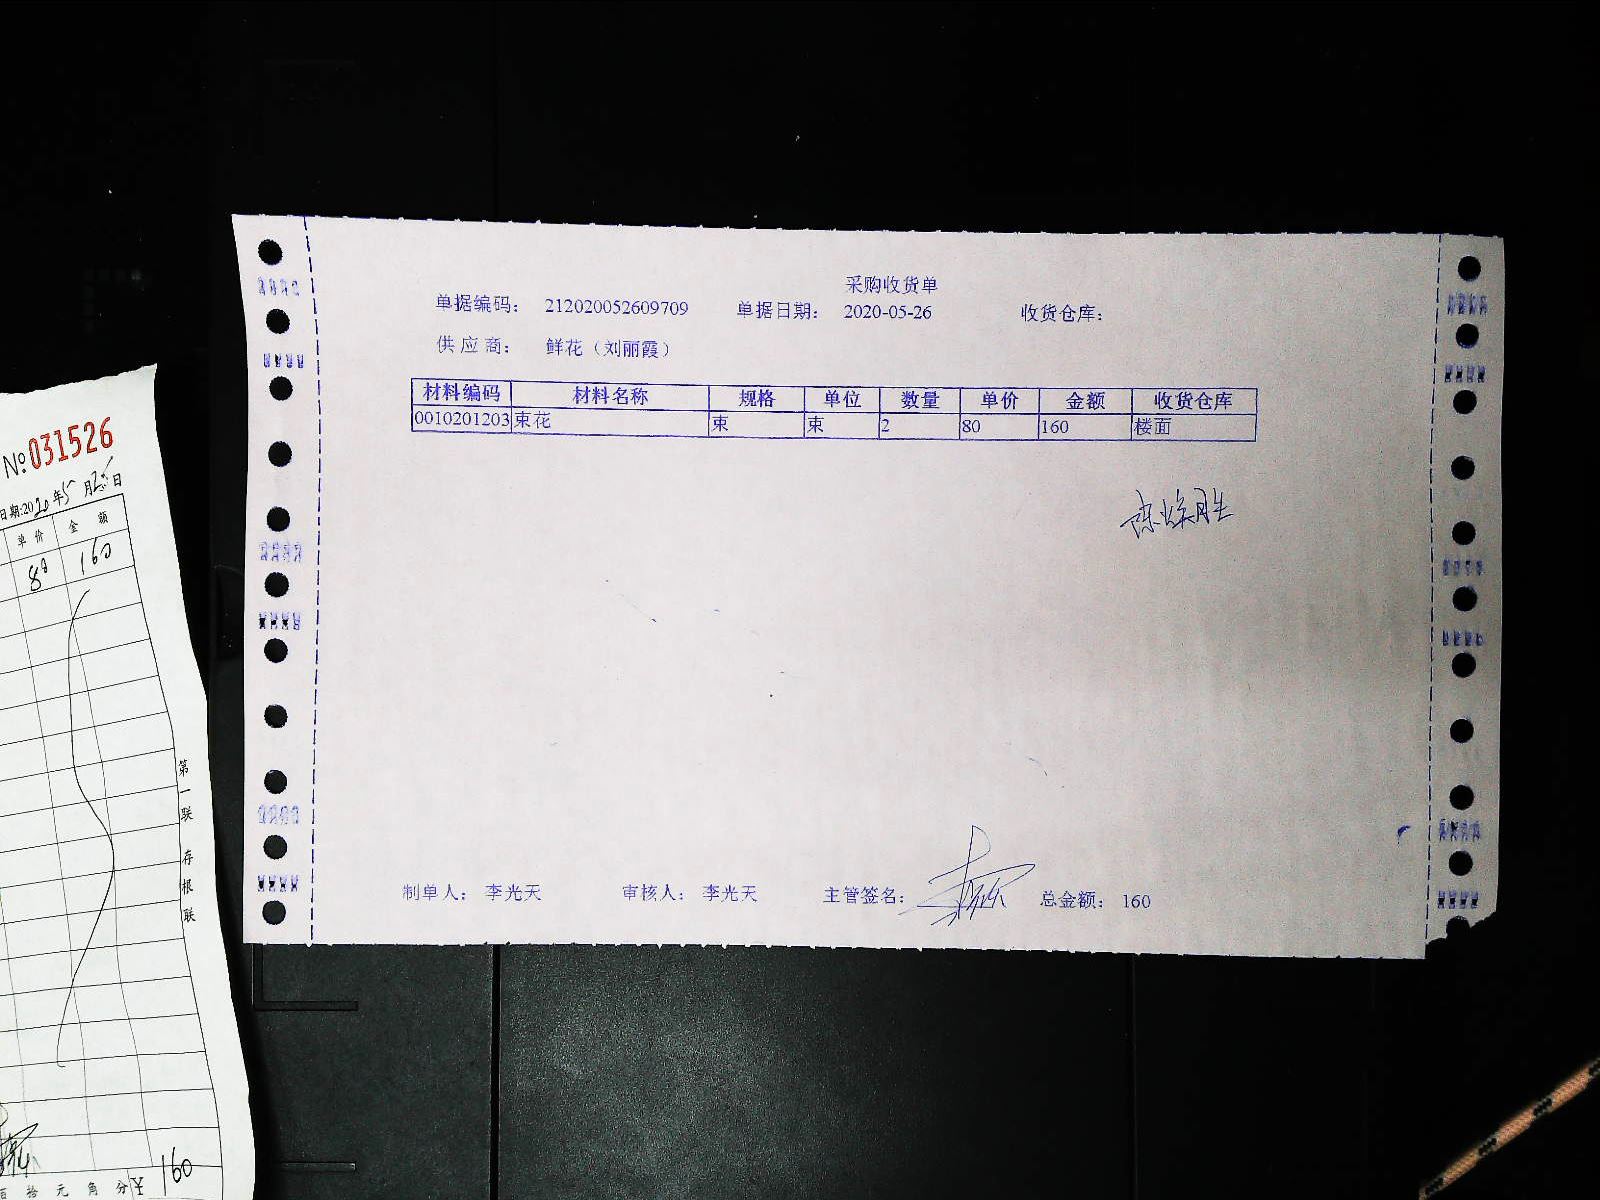 采购收货单
单据编码： 212020052609709 单据日期： 2020-05-26 收货仓库：
供应商： 鲜花（刘丽霞）
材料编码 材料名称 规格 单位 数量 单价 金额 收货仓库
0010201203 束花 束 束 2 80 160 楼面
制单人： 李光天 审核人： 李光天 主管签名： 总金额： 160
№031526
日期:2020年5月25日
单价 金额
80 160
第一联 存根联
百 拾 元 角 分 ¥ 160